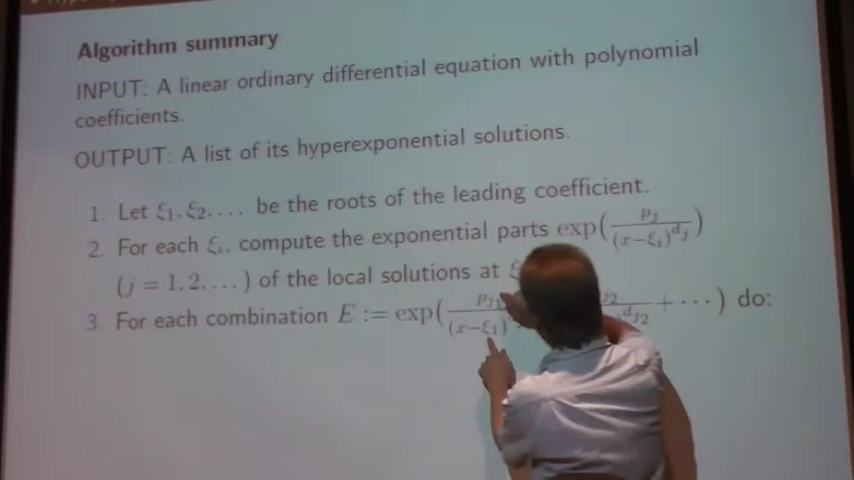 Algorithm summary
INPUT: A linear ordinary differential equation with polynomial
coefficients.
OUTPUT: A list of its hyperexponential solutions.
1. Let ξ₁, ξ₂, ... be the roots of the leading coefficient.
2. For each ξᵢ, compute the exponential parts exp(pⱼ/(x−ξᵢ)^dⱼ)
(j = 1, 2, ...) of the local solutions at
3. For each combination E := exp(pⱼ₁/(x−ξ₁) + ···) do: